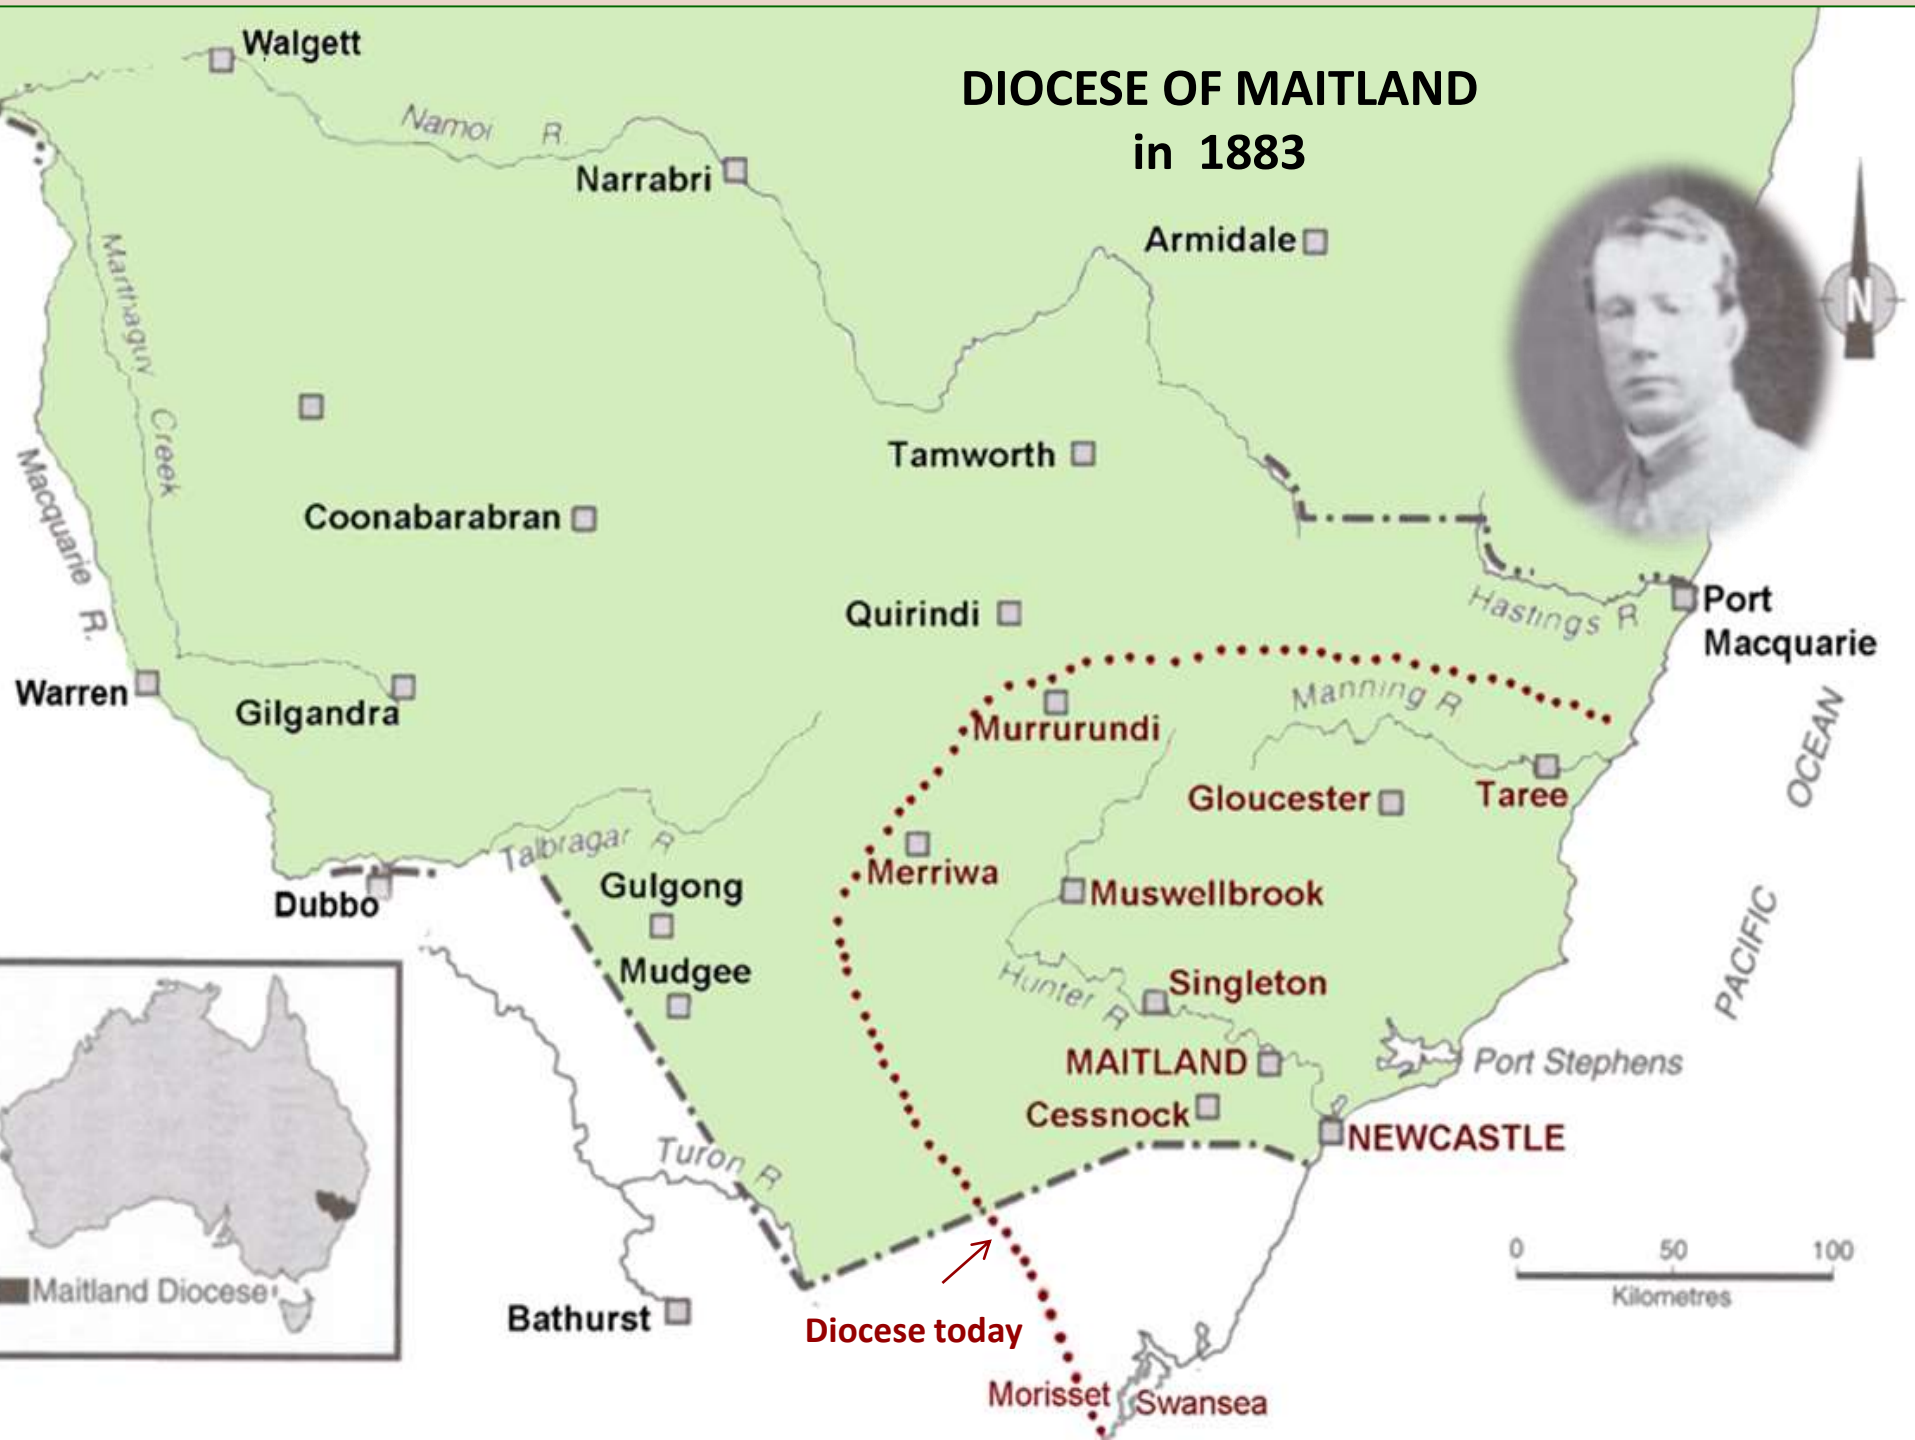 DIOCESE OF MAITLAND
in 1883
Walgett
Namoi R.
Narrabri
Armidale
N
Marthaguy Creek
Macquarie R.
Tamworth
Coonabarabran
Quirindi
Hastings R
Port
Macquarie
Warren
Gilgandra
Murrurundi
Manning R
Gloucester
Taree
PACIFIC OCEAN
Talbragar R
Merriwa
Muswellbrook
Dubbo
Gulgong
Mudgee
Hunter R
Singleton
MAITLAND
Port Stephens
Cessnock
NEWCASTLE
Turon R
Maitland Diocese
Bathurst
Diocese today
0 50 100
Kilometres
Morisset
Swansea